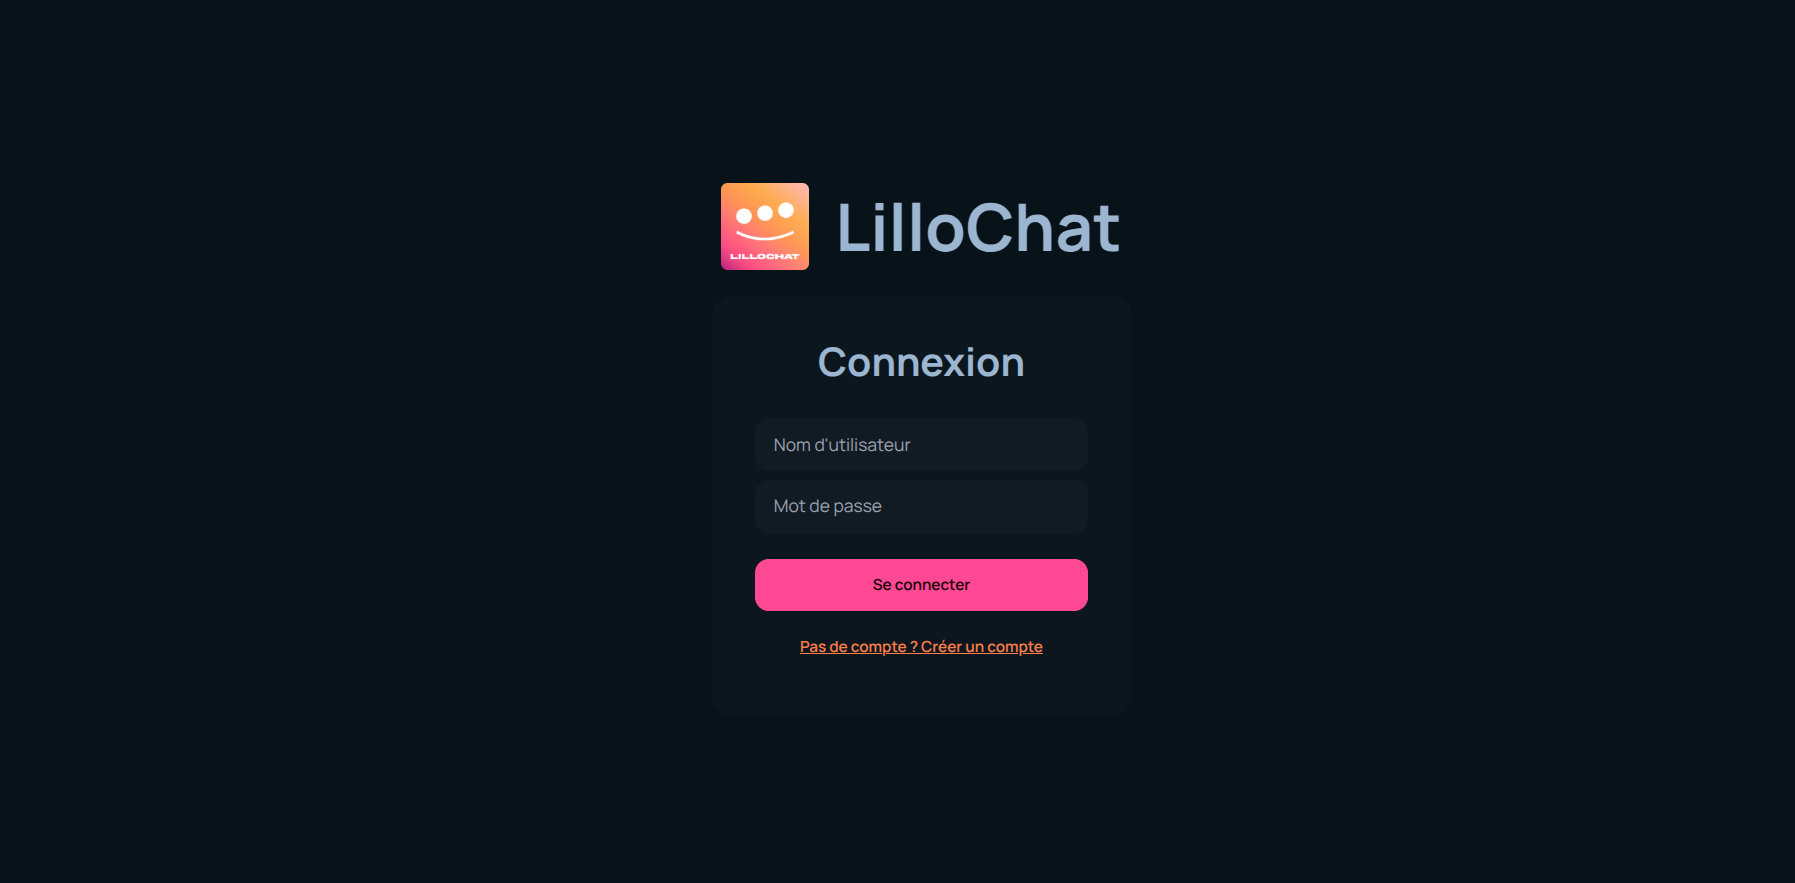 LILLOCHAT
LilloChat
Connexion
Nom d'utilisateur
Mot de passe
Se connecter
Pas de compte ? Créer un compte